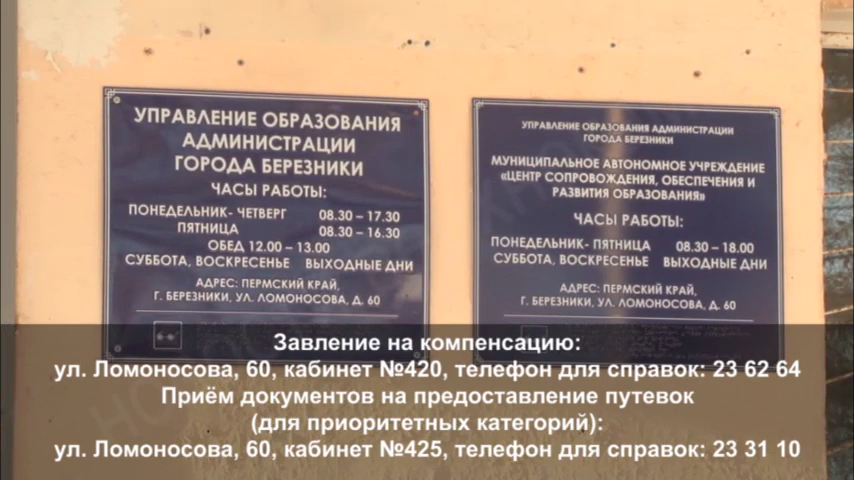 УПРАВЛЕНИЕ ОБРАЗОВАНИЯ
АДМИНИСТРАЦИИ
ГОРОДА БЕРЕЗНИКИ
ЧАСЫ РАБОТЫ:
ПОНЕДЕЛЬНИК- ЧЕТВЕРГ 08.30 – 17.30
ПЯТНИЦА 08.30 – 16.30
ОБЕД 12.00 – 13.00
СУББОТА, ВОСКРЕСЕНЬЕ ВЫХОДНЫЕ ДНИ
АДРЕС: ПЕРМСКИЙ КРАЙ,
Г. БЕРЕЗНИКИ, УЛ. ЛОМОНОСОВА, Д. 60
УПРАВЛЕНИЕ ОБРАЗОВАНИЯ АДМИНИСТРАЦИИ
ГОРОДА БЕРЕЗНИКИ
МУНИЦИПАЛЬНОЕ АВТОНОМНОЕ УЧРЕЖДЕНИЕ
«ЦЕНТР СОПРОВОЖДЕНИЯ, ОБЕСПЕЧЕНИЯ И
РАЗВИТИЯ ОБРАЗОВАНИЯ»
ЧАСЫ РАБОТЫ:
ПОНЕДЕЛЬНИК- ПЯТНИЦА 08.30 – 18.00
СУББОТА, ВОСКРЕСЕНЬЕ ВЫХОДНЫЕ ДНИ
АДРЕС: ПЕРМСКИЙ КРАЙ,
Г. БЕРЕЗНИКИ, УЛ. ЛОМОНОСОВА, Д. 60
Завление на компенсацию:
ул. Ломоносова, 60, кабинет №420, телефон для справок: 23 62 64
Приём документов на предоставление путевок
(для приоритетных категорий):
ул. Ломоносова, 60, кабинет №425, телефон для справок: 23 31 10